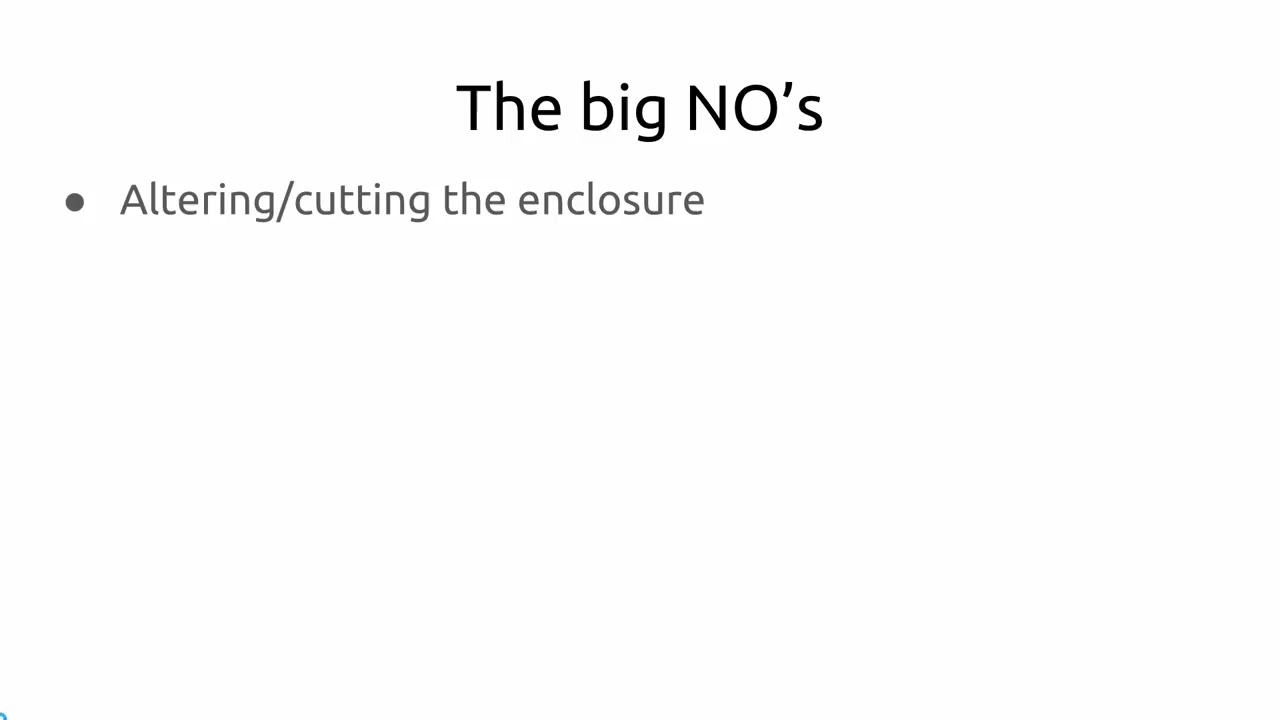 The big NO’s
● Altering/cutting the enclosure